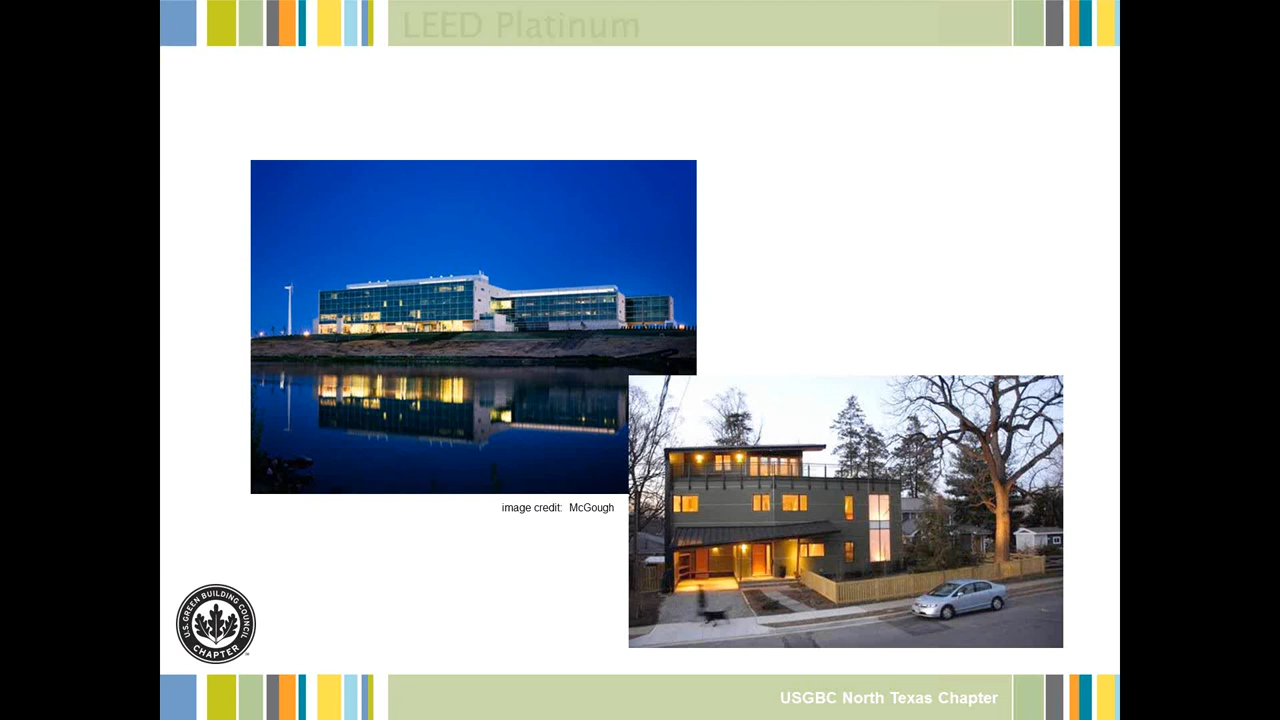 LEED Platinum
image credit: McGough
U.S. GREEN BUILDING COUNCIL
CHAPTER
USGBC North Texas Chapter